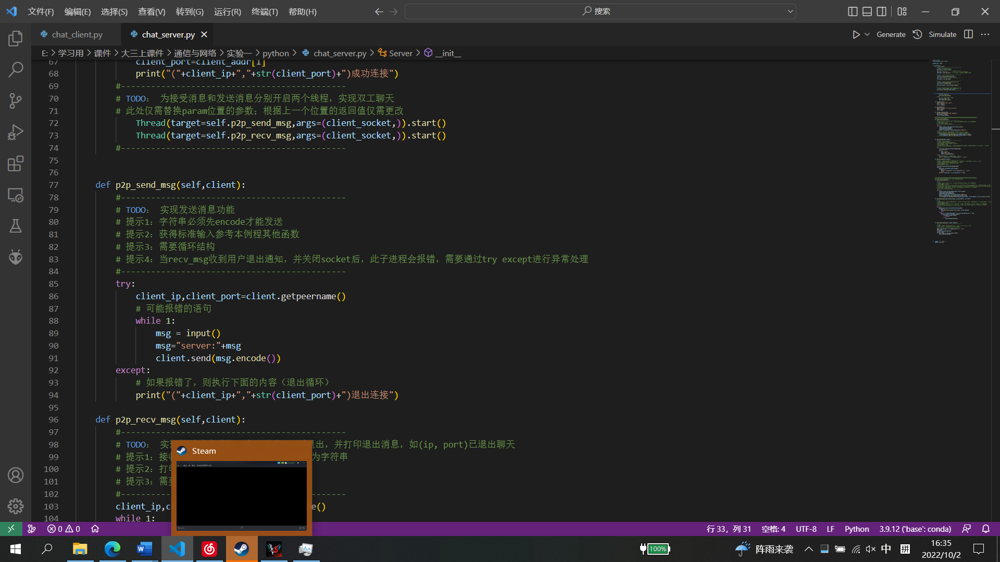 文件(F) 编辑(E) 选择(S) 查看(V) 转到(G) 运行(R) 终端(T) 帮助(H) 搜索
chat_client.py chat_server.py Generate Simulate
E: > 学习用 > 课件 > 大三上课件 > 通信与网络 > 实验一 > python > chat_server.py > Server > __init__
67 client_port=client_addr[1]
68 print("("+client_ip+","+str(client_port)+")成功连接")
69 #---------------------------------------------
70 # TODO： 为接受消息和发送消息分别开启两个线程，实现双工聊天
71 # 此处仅需替换param位置的参数；根据上一个位置的返回值仅需更改
72 Thread(target=self.p2p_send_msg,args=(client_socket,)).start()
73 Thread(target=self.p2p_recv_msg,args=(client_socket,)).start()
74 #---------------------------------------------
75
76
77 def p2p_send_msg(self,client):
78 #---------------------------------------------
79 # TODO： 实现发送消息功能
80 # 提示1：字符串必须先encode才能发送
81 # 提示2：获得标准输入参考本例程其他函数
82 # 提示3：需要循环结构
83 # 提示4：当recv_msg收到用户退出通知，并关闭socket后，此子进程会报错，需要通过try except进行异常处理
84 #---------------------------------------------
85 try:
86 client_ip,client_port=client.getpeername()
87 # 可能报错的语句
88 while 1:
89 msg = input()
90 msg="server:"+msg
91 client.send(msg.encode())
92 except:
93 # 如果报错了，则执行下面的内容（退出循环）
94 print("("+client_ip+","+str(client_port)+")退出连接")
95
96 def p2p_recv_msg(self,client):
97 #---------------------------------------------
98 # TODO： 实 退出，并打印退出消息，如(ip, port)已退出聊天
99 # 提示1：接 为字符串
100 # 提示2：打
101 # 提示3：需
102 #---------------------------------------------
103 client_ip,c e()
104 while 1:
Steam
0 0 行 33，列 31 空格: 4 UTF-8 LF Python 3.9.12 ('base': conda)
100% 阵雨来袭 中 拼 16:35
2022/10/2